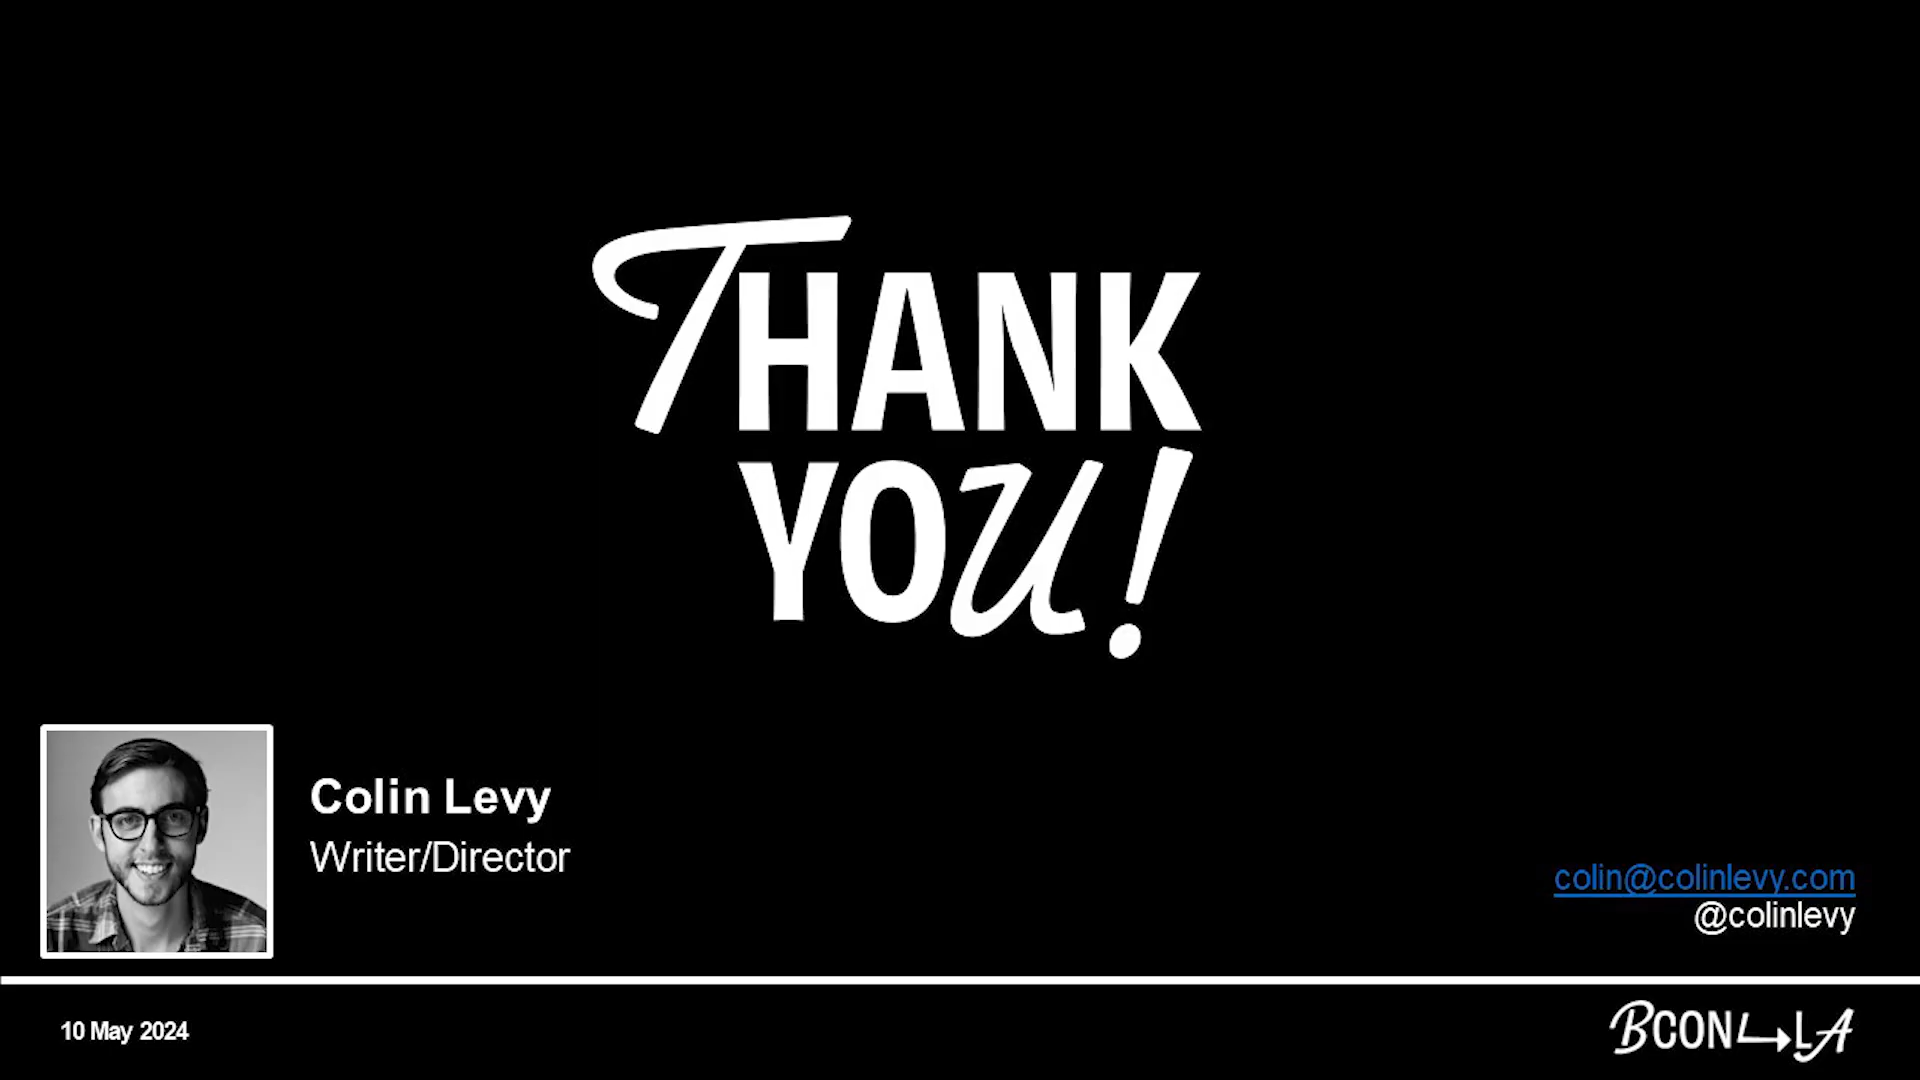 THANK
YOU!
Colin Levy
Writer/Director
colin@colinlevy.com
@colinlevy
10 May 2024
BCON LA